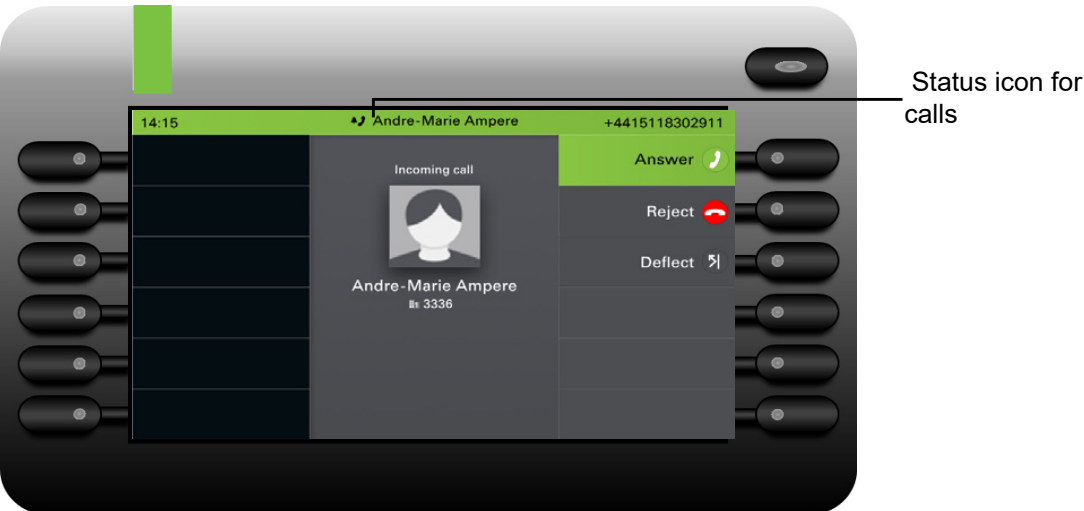 Status icon for
calls
14:15
Andre-Marie Ampere
+4415118302911
Incoming call
Andre-Marie Ampere
3336
Answer
Reject
Deflect